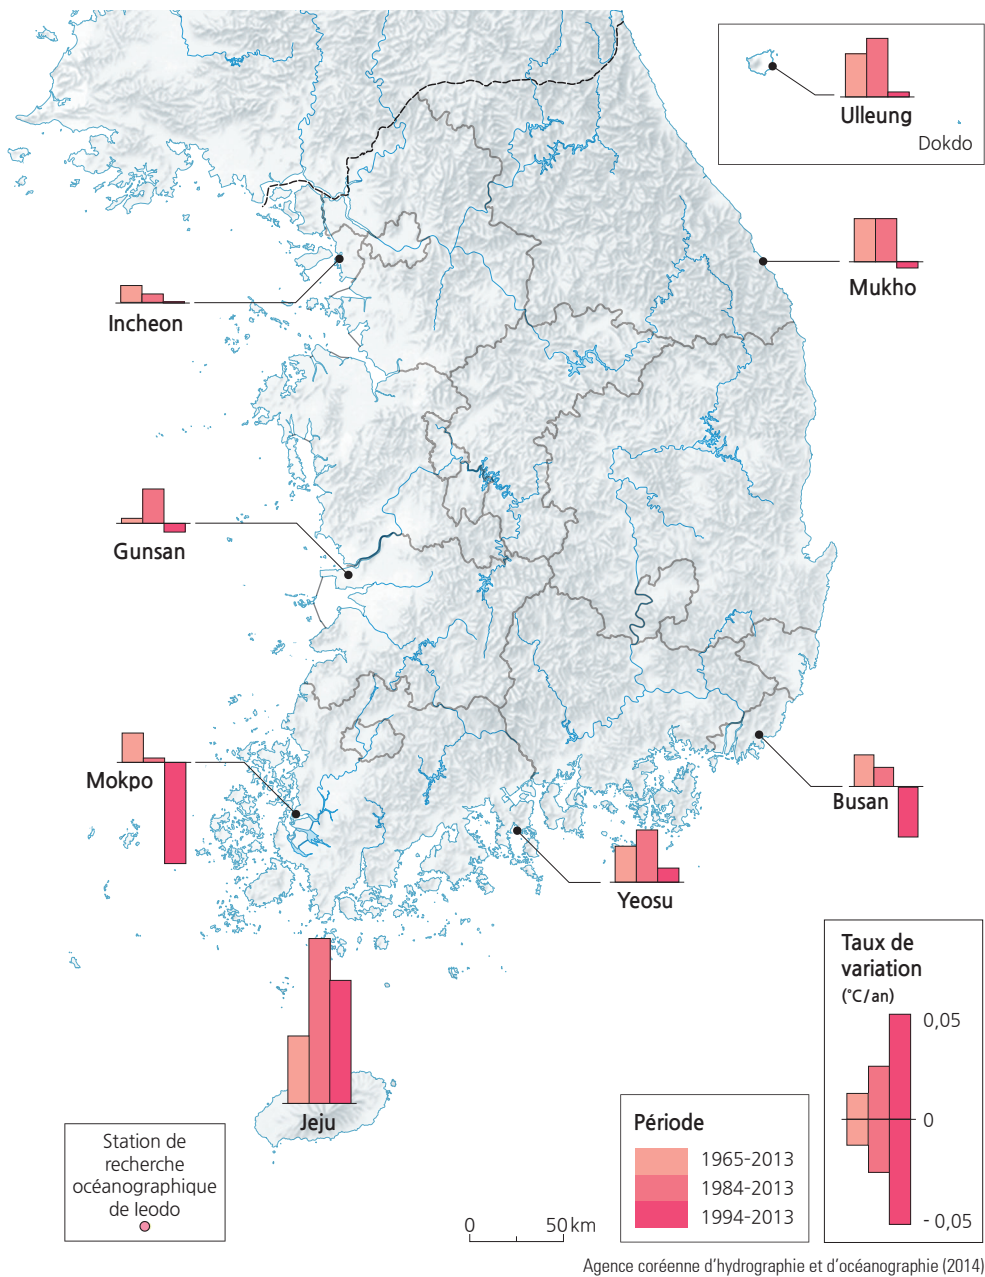 Ulleung
Dokdo
Mukho
Incheon
Gunsan
Mokpo
Busan
Yeosu
Jeju
Station de
recherche
océanographique
de Ieodo
Taux de
variation
(°C/an)
0,05
0
- 0,05
Période
1965-2013
1984-2013
1994-2013
0 50 km
Agence coréenne d'hydrographie et d'océanographie (2014)